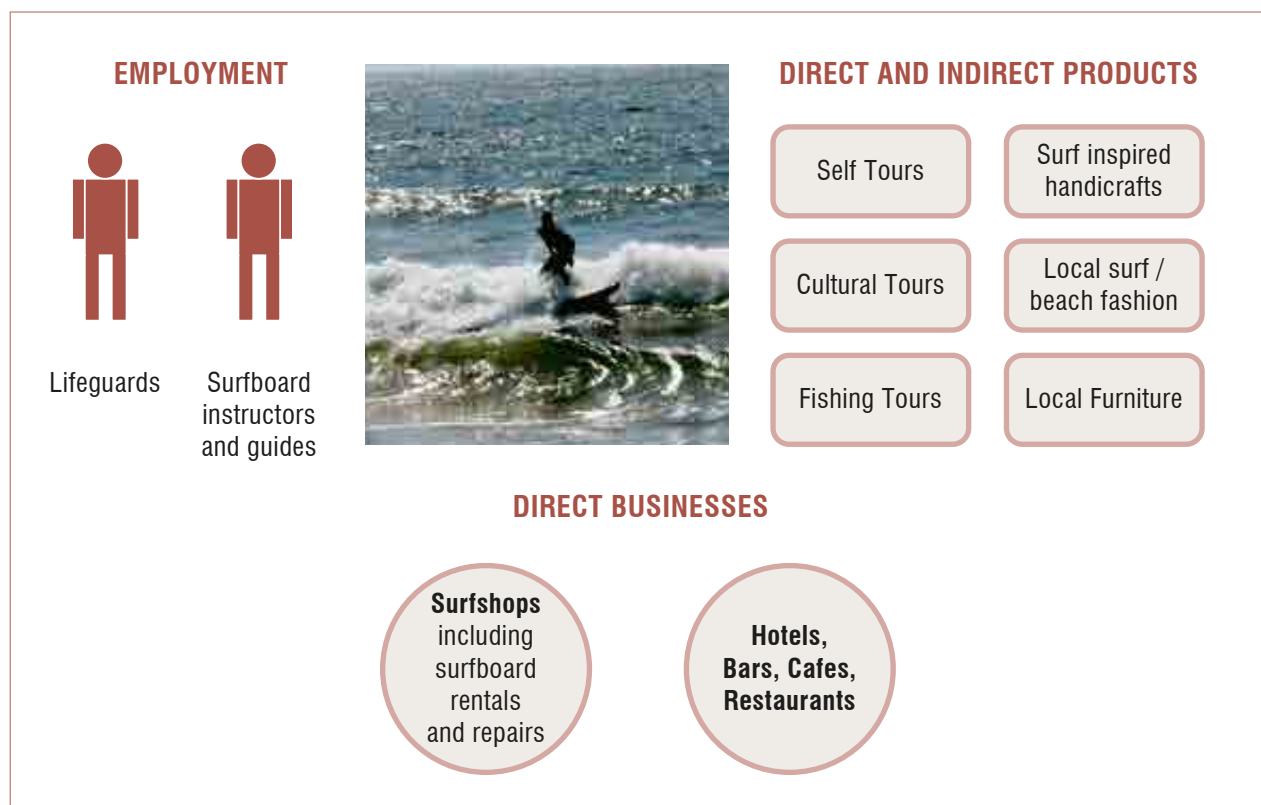 EMPLOYMENT
Lifeguards
Surfboard
instructors
and guides
DIRECT AND INDIRECT PRODUCTS
Self Tours
Surf inspired
handicrafts
Cultural Tours
Local surf /
beach fashion
Fishing Tours
Local Furniture
DIRECT BUSINESSES
Surfshops
including
surfboard
rentals
and repairs
Hotels,
Bars, Cafes,
Restaurants